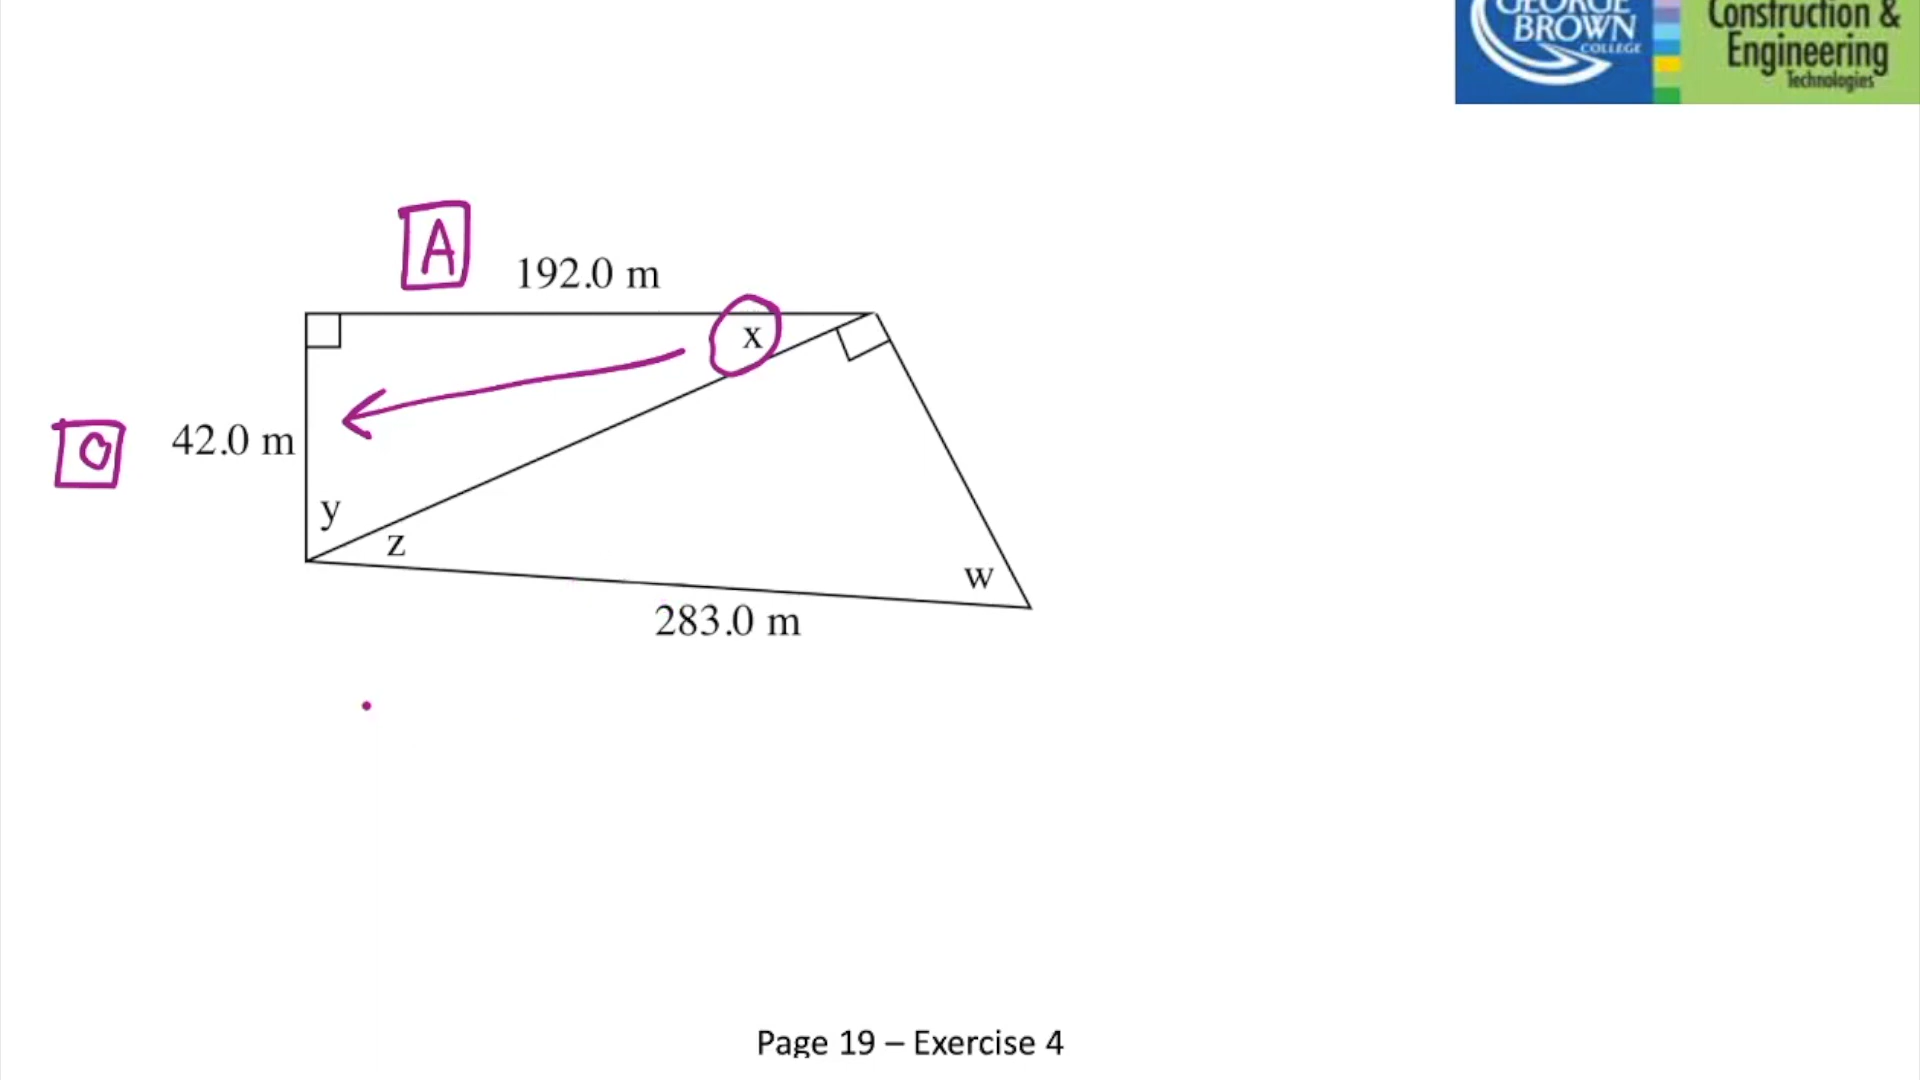 GEORGE
BROWN
COLLEGE
Construction &
Engineering
Technologies
A
192.0 m
x
O
42.0 m
y
z
w
283.0 m
Page 19 – Exercise 4